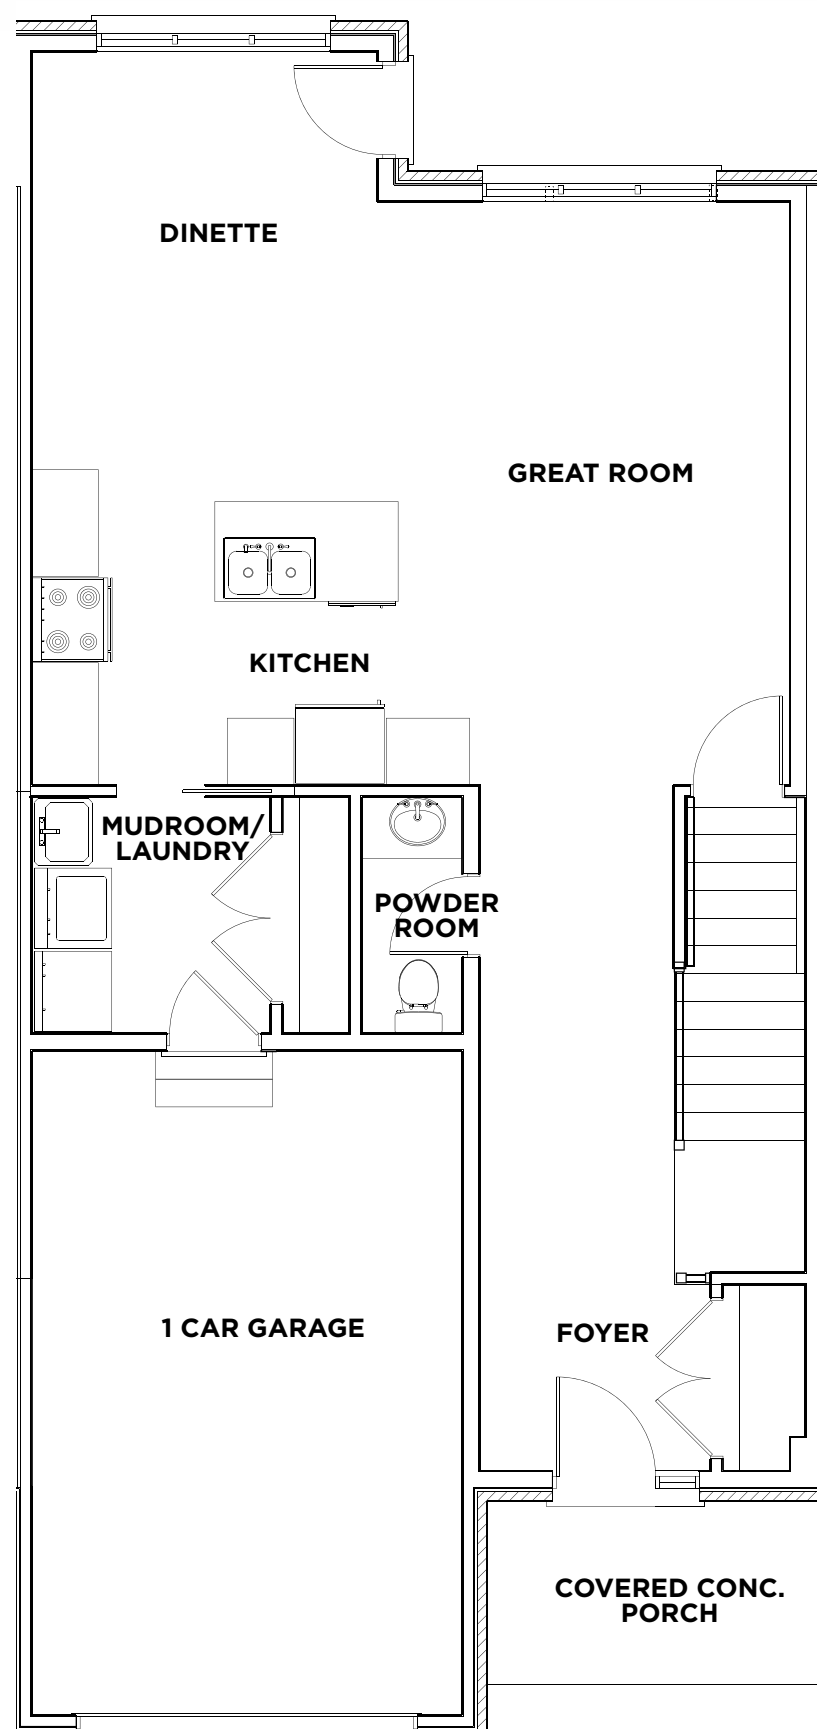 DINETTE
GREAT ROOM
KITCHEN
MUDROOM/
LAUNDRY
POWDER
ROOM
1 CAR GARAGE
FOYER
COVERED CONC.
PORCH